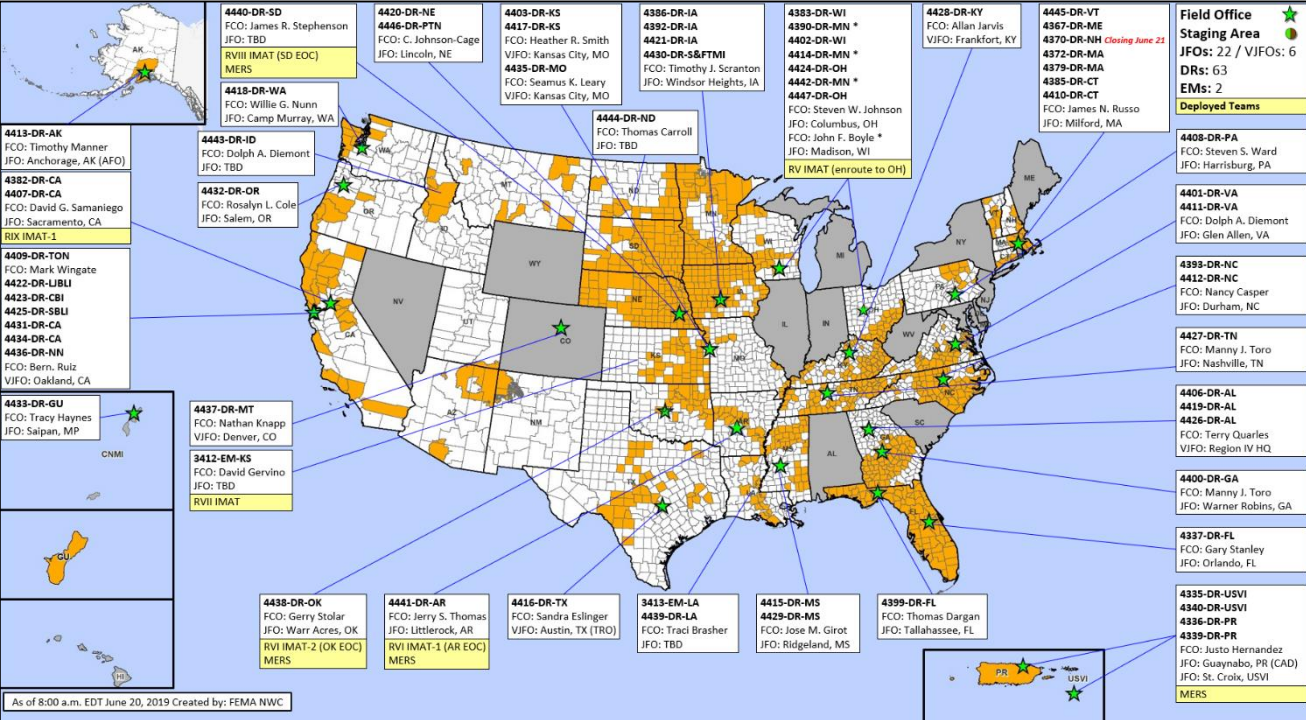 4440-DR-SD
FCO: James R. Stephenson
JFO: TBD
RVIII IMAT (SD EOC)
MERS
4420-DR-NE
4446-DR-PTN
FCO: C. Johnson-Cage
JFO: Lincoln, NE
4403-DR-KS
4417-DR-KS
FCO: Heather R. Smith
VJFO: Kansas City, MO
4435-DR-MO
FCO: Seamus K. Leary
VJFO: Kansas City, MO
4386-DR-IA
4392-DR-IA
4421-DR-IA
4430-DR-S&FTMI
FCO: Timothy J. Scranton
JFO: Windsor Heights, IA
4383-DR-WI
4390-DR-MN *
4402-DR-WI
4414-DR-MN *
4424-DR-OH
4442-DR-MN *
4447-DR-OH
FCO: Steven W. Johnson
JFO: Columbus, OH
FCO: John F. Boyle *
JFO: Madison, WI
RV IMAT (enroute to OH)
4428-DR-KY
FCO: Allan Jarvis
VJFO: Frankfort, KY
4445-DR-VT
4367-DR-ME
4370-DR-NH Closing June 21
4372-DR-MA
4379-DR-MA
4385-DR-CT
4410-DR-CT
FCO: James N. Russo
JFO: Milford, MA
Field Office
Staging Area
JFOs: 22 / VJFOs: 6
DRs: 63
EMs: 2
Deployed Teams
AK
4418-DR-WA
FCO: Willie G. Nunn
JFO: Camp Murray, WA
4444-DR-ND
FCO: Thomas Carroll
JFO: TBD
4413-DR-AK
FCO: Timothy Manner
JFO: Anchorage, AK (AFO)
4443-DR-ID
FCO: Dolph A. Diemont
JFO: TBD
4408-DR-PA
FCO: Steven S. Ward
JFO: Harrisburg, PA
4382-DR-CA
4407-DR-CA
FCO: David G. Samaniego
JFO: Sacramento, CA
RIX IMAT-1
4432-DR-OR
FCO: Rosalyn L. Cole
JFO: Salem, OR
4401-DR-VA
4411-DR-VA
FCO: Dolph A. Diemont
JFO: Glen Allen, VA
4409-DR-TON
FCO: Mark Wingate
4422-DR-LJBLI
4423-DR-CBI
4425-DR-SBLI
4431-DR-CA
4434-DR-CA
4436-DR-NN
FCO: Bern. Ruiz
VJFO: Oakland, CA
4393-DR-NC
4412-DR-NC
FCO: Nancy Casper
JFO: Durham, NC
4427-DR-TN
FCO: Manny J. Toro
JFO: Nashville, TN
WA
MT
ND
MN
ME
OR
ID
SD
WI
VT
NH
NY
MA
CT
WY
MI
NE
IA
PA
NJ
NV
UT
CO
IL
IN
OH
WV
VA
CA
KS
MO
KY
NC
TN
AZ
NM
AR
SC
MS
AL
GA
TX
LA
FL
4433-DR-GU
FCO: Tracy Haynes
JFO: Saipan, MP
CNMI
4437-DR-MT
FCO: Nathan Knapp
VJFO: Denver, CO
3412-EM-KS
FCO: David Gervino
JFO: TBD
RVII IMAT
4406-DR-AL
4419-DR-AL
4426-DR-AL
FCO: Terry Quarles
VJFO: Region IV HQ
4400-DR-GA
FCO: Manny J. Toro
JFO: Warner Robins, GA
4337-DR-FL
FCO: Gary Stanley
JFO: Orlando, FL
GU
4438-DR-OK
FCO: Gerry Stolar
JFO: Warr Acres, OK
RVI IMAT-2 (OK EOC)
MERS
4441-DR-AR
FCO: Jerry S. Thomas
JFO: Littlerock, AR
RVI IMAT-1 (AR EOC)
MERS
4416-DR-TX
FCO: Sandra Eslinger
VJFO: Austin, TX (TRO)
3413-EM-LA
4439-DR-LA
FCO: Traci Brasher
JFO: TBD
4415-DR-MS
4429-DR-MS
FCO: Jose M. Girot
JFO: Ridgeland, MS
4399-DR-FL
FCO: Thomas Dargan
JFO: Tallahassee, FL
4335-DR-USVI
4340-DR-USVI
4336-DR-PR
4339-DR-PR
FCO: Justo Hernandez
JFO: Guaynabo, PR (CAD)
JFO: St. Croix, USVI
MERS
HI
PR
USVI
As of 8:00 a.m. EDT June 20, 2019 Created by: FEMA NWC